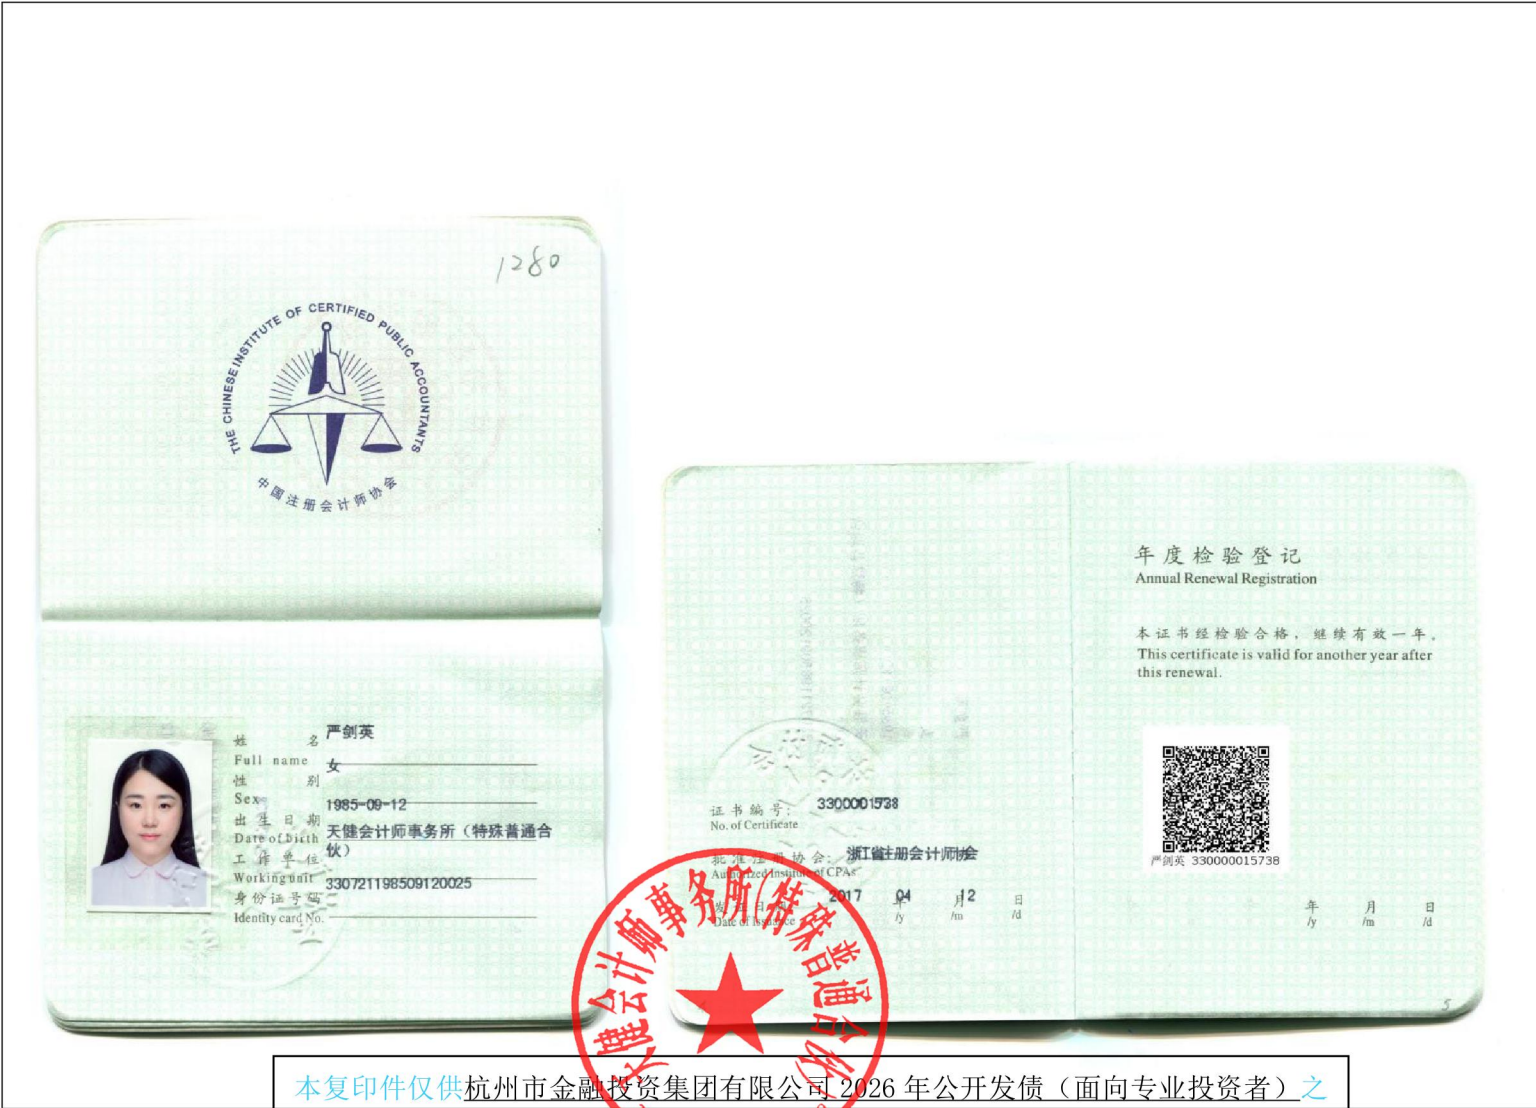 1280
THE CHINESE INSTITUTE OF CERTIFIED PUBLIC ACCOUNTANTS
中国注册会计师协会
姓 名 严剑英
Full name
性 别 女
Sex
出生日期 1985-09-12
Date of birth
工作单位 天健会计师事务所（特殊普通合
伙）
Working unit
身份证号码 330721198509120025
Identity card No.
证书编号：
No. of Certificate
批准注册协会： 浙江省注册会计师协会
Authorized Institute of CPAs
发证日期： 2017 年 04 月 12 日
Date of Issuance /y /m /d
年度检验登记
Annual Renewal Registration
本证书经检验合格，继续有效一年。
This certificate is valid for another year after
this renewal.
严剑英 330000015738
年 月 日
/y /m /d
5
天健会计师事务所(特殊普通合伙)
本复印件仅供杭州市金融投资集团有限公司 2026 年公开发债（面向专业投资者）之